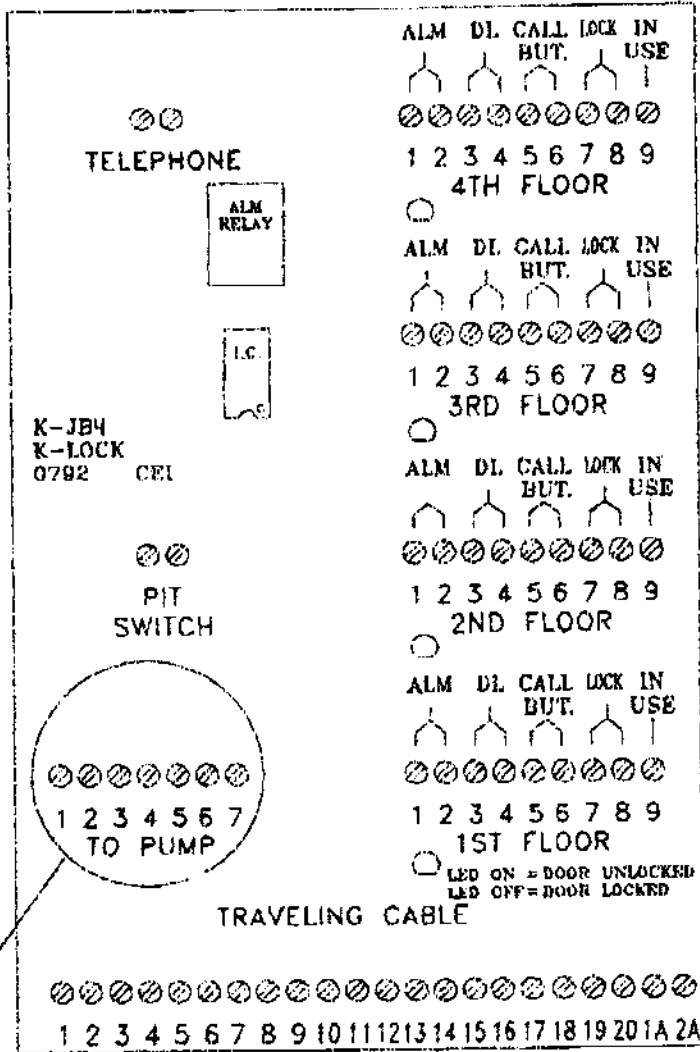 TELEPHONE
ALM
RELAY
I.C.
K-JB4
K-LOCK
0792 CEI
PIT
SWITCH
1 2 3 4 5 6 7
TO PUMP
ALM DL CALL LOCK IN
BUT. USE
1 2 3 4 5 6 7 8 9
4TH FLOOR
ALM DL CALL LOCK IN
BUT. USE
1 2 3 4 5 6 7 8 9
3RD FLOOR
ALM DL CALL LOCK IN
BUT. USE
1 2 3 4 5 6 7 8 9
2ND FLOOR
ALM DL CALL LOCK IN
BUT. USE
1 2 3 4 5 6 7 8 9
1ST FLOOR
LED ON = DOOR UNLOCKED
LED OFF = DOOR LOCKED
TRAVELING CABLE
1 2 3 4 5 6 7 8 9 10 11 12 13 14 15 16 17 18 19 20 1A 2A